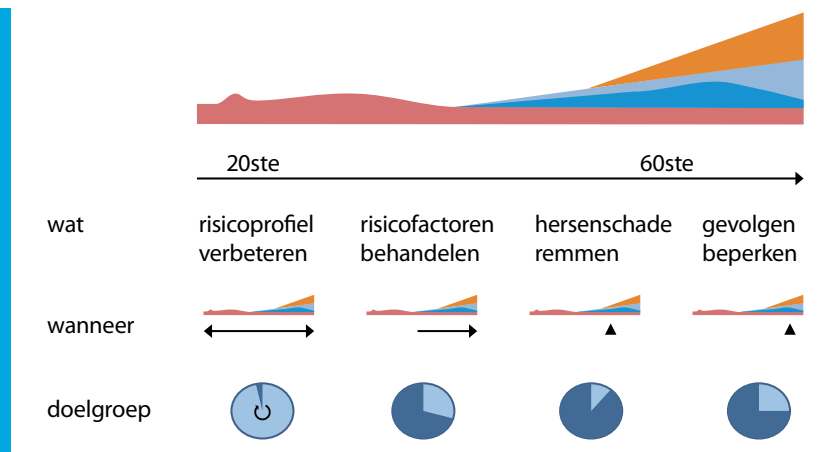 20ste 60ste
wat
risicoprofiel verbeteren
risicofactoren behandelen
hersenschade remmen
gevolgen beperken
wanneer
doelgroep